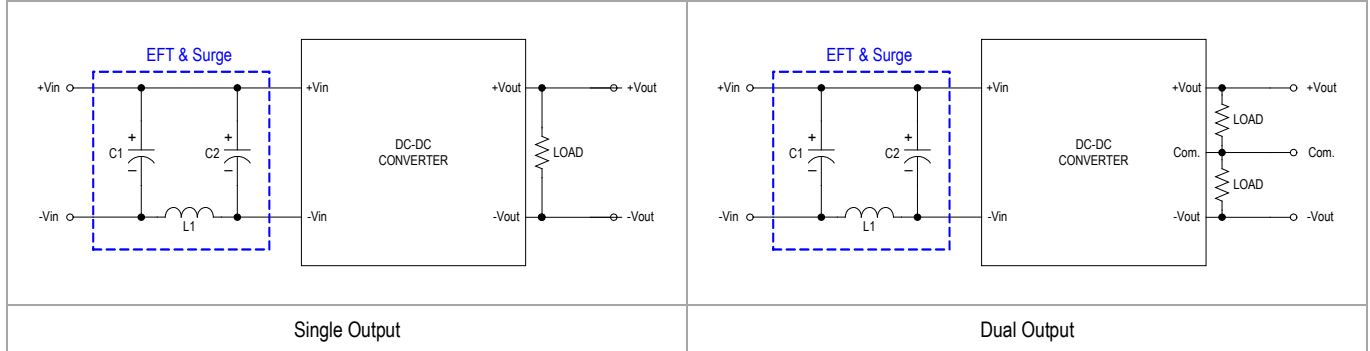 EFT & Surge
+Vin
+Vin
+Vout
+Vout
C1
+
–
C2
+
–
DC-DC
CONVERTER
LOAD
-Vin
L1
-Vin
-Vout
-Vout
Single Output
EFT & Surge
+Vin
+Vin
+Vout
+Vout
LOAD
C1
+
–
C2
+
–
DC-DC
CONVERTER
Com.
Com.
LOAD
-Vin
L1
-Vin
-Vout
-Vout
Dual Output